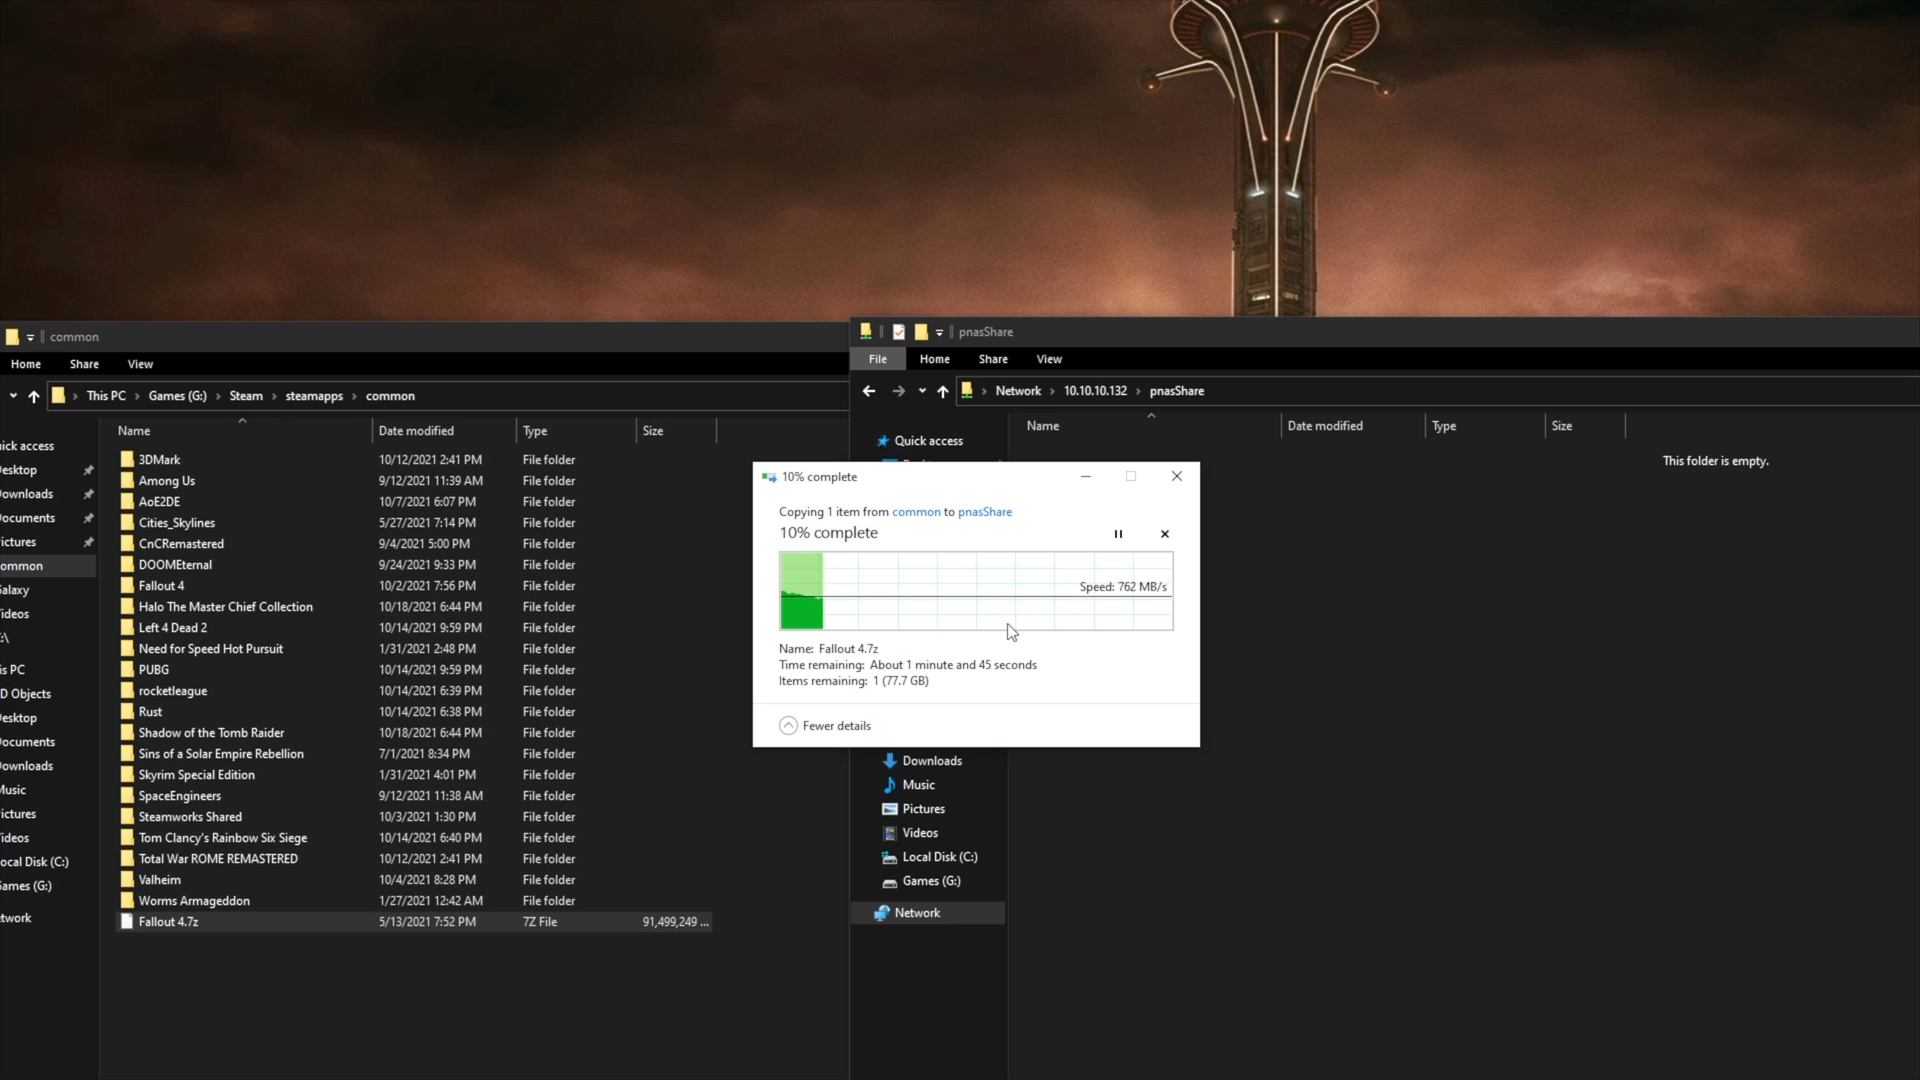 common
Home Share View
This PC > Games (G:) > Steam > steamapps > common
Name Date modified Type Size
ick access
esktop
ownloads
ocuments
ictures
ommon
alaxy
ideos
:\
is PC
D Objects
esktop
ocuments
ownloads
Music
ictures
ideos
ocal Disk (C:)
ames (G:)
twork
3DMark 10/12/2021 2:41 PM File folder
Among Us 9/12/2021 11:39 AM File folder
AoE2DE 10/7/2021 6:07 PM File folder
Cities_Skylines 5/27/2021 7:14 PM File folder
CnCRemastered 9/4/2021 5:00 PM File folder
DOOMEternal 9/24/2021 9:33 PM File folder
Fallout 4 10/2/2021 7:56 PM File folder
Halo The Master Chief Collection 10/18/2021 6:44 PM File folder
Left 4 Dead 2 10/14/2021 9:59 PM File folder
Need for Speed Hot Pursuit 1/31/2021 2:48 PM File folder
PUBG 10/14/2021 9:59 PM File folder
rocketleague 10/14/2021 6:39 PM File folder
Rust 10/14/2021 6:38 PM File folder
Shadow of the Tomb Raider 10/18/2021 6:44 PM File folder
Sins of a Solar Empire Rebellion 7/1/2021 8:34 PM File folder
Skyrim Special Edition 1/31/2021 4:01 PM File folder
SpaceEngineers 9/12/2021 11:38 AM File folder
Steamworks Shared 10/3/2021 1:30 PM File folder
Tom Clancy's Rainbow Six Siege 10/14/2021 6:40 PM File folder
Total War ROME REMASTERED 10/12/2021 2:41 PM File folder
Valheim 10/4/2021 8:28 PM File folder
Worms Armageddon 1/27/2021 12:42 AM File folder
Fallout 4.7z 5/13/2021 7:52 PM 7Z File 91,499,249 ...
pnasShare
File Home Share View
Network > 10.10.10.132 > pnasShare
Name Date modified Type Size
This folder is empty.
Quick access
10% complete
Copying 1 item from common to pnasShare
10% complete
Speed: 762 MB/s
Name: Fallout 4.7z
Time remaining: About 1 minute and 45 seconds
Items remaining: 1 (77.7 GB)
Fewer details
Downloads
Music
Pictures
Videos
Local Disk (C:)
Games (G:)
Network